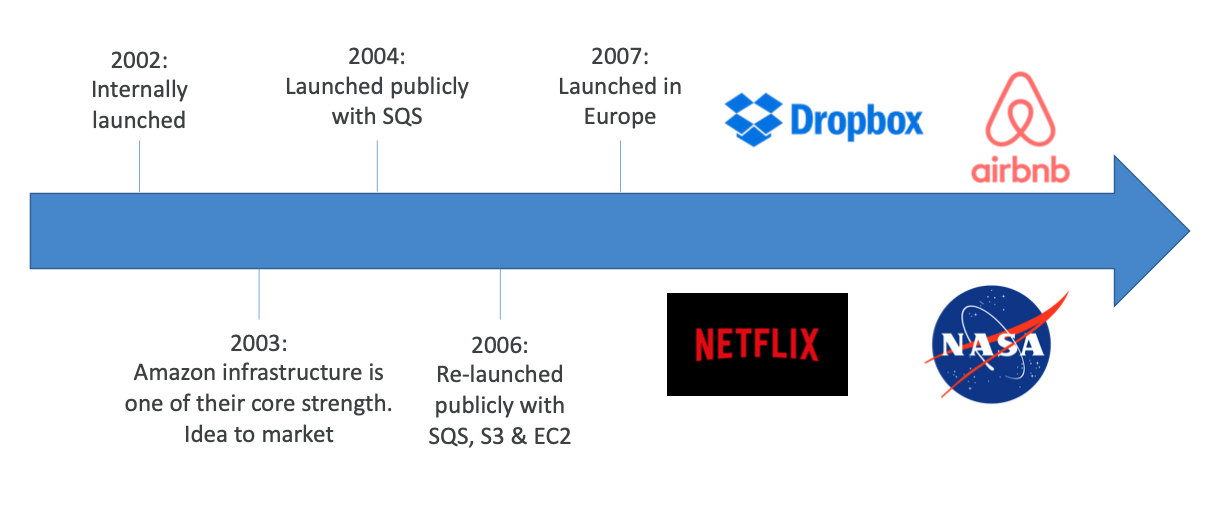 2002:
Internally
launched
2004:
Launched publicly
with SQS
2007:
Launched in
Europe
Dropbox
airbnb
2003:
Amazon infrastructure is
one of their core strength.
Idea to market
2006:
Re-launched
publicly with
SQS, S3 & EC2
NETFLIX
NASA